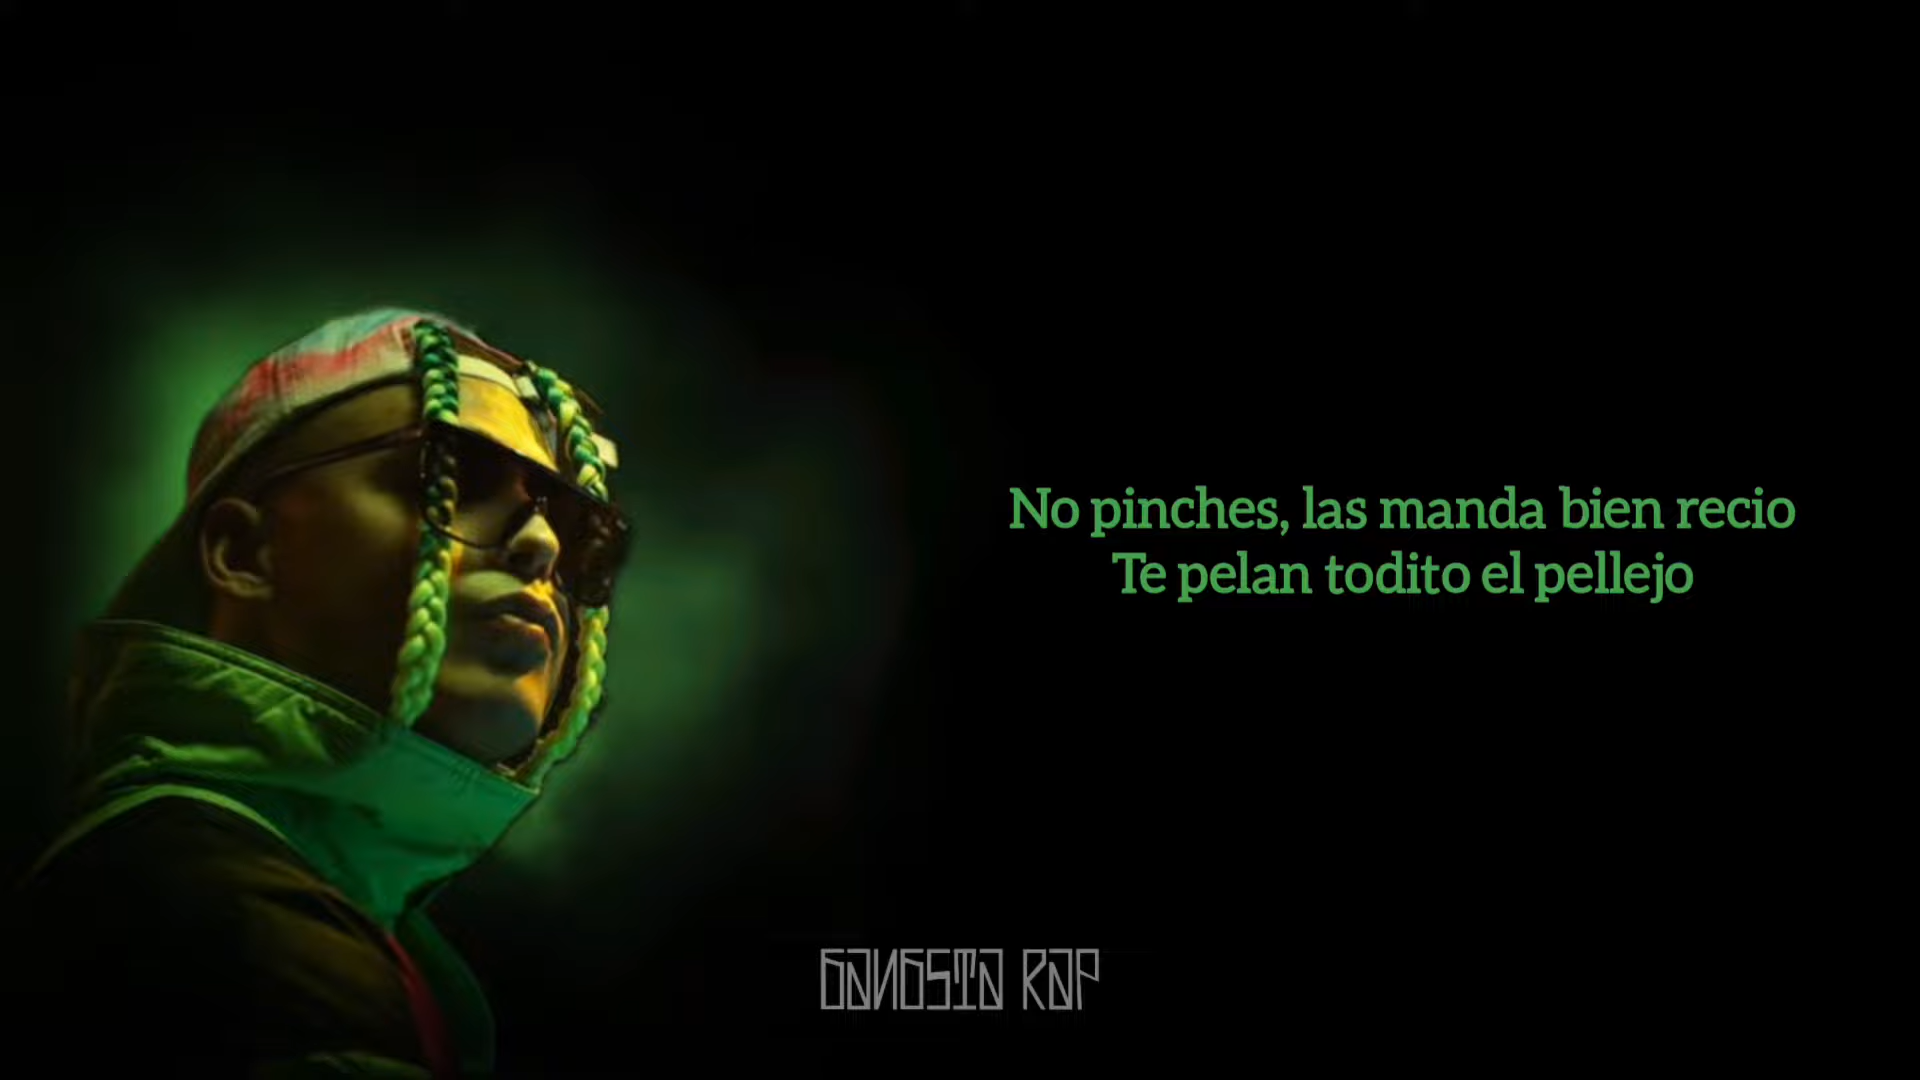 No pinches, las manda bien recio
Te pelan todito el pellejo
GANGSTA RAP